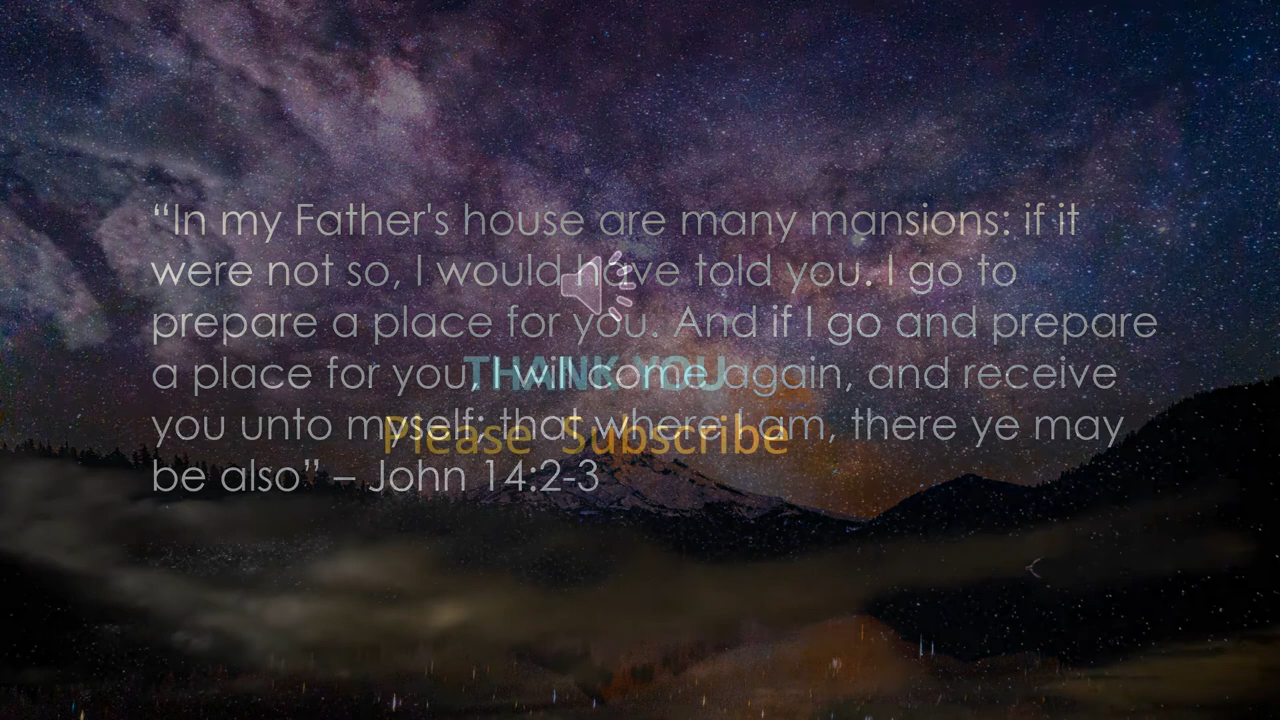 “In my Father's house are many mansions: if it
were not so, I would have told you. I go to
prepare a place for you. And if I go and prepare
a place for you, I will come again, and receive
you unto myself; that where I am, there ye may
be also” – John 14:2-3
THANK YOU
Please Subscribe